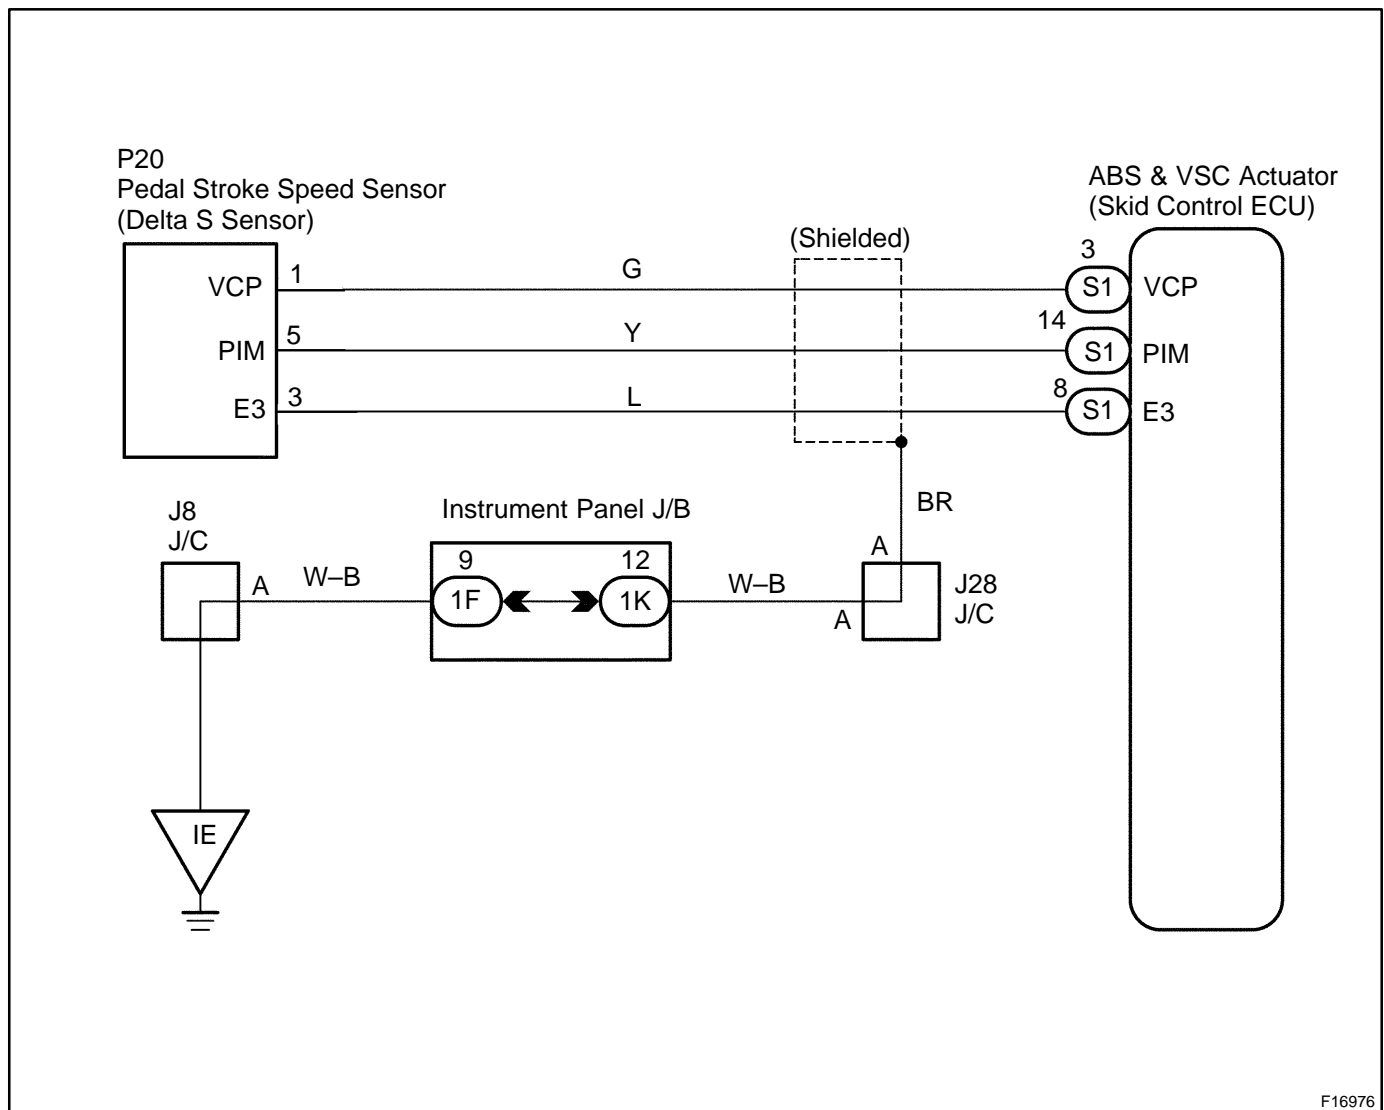 P20
Pedal Stroke Speed Sensor
(Delta S Sensor)
ABS & VSC Actuator
(Skid Control ECU)
(Shielded)
VCP
1
G
3
S1
VCP
PIM
5
Y
14
S1
PIM
E3
3
L
8
S1
E3
BR
J8
J/C
A
W–B
Instrument Panel J/B
9
1F
12
1K
W–B
A
A
J28
J/C
IE
F16976